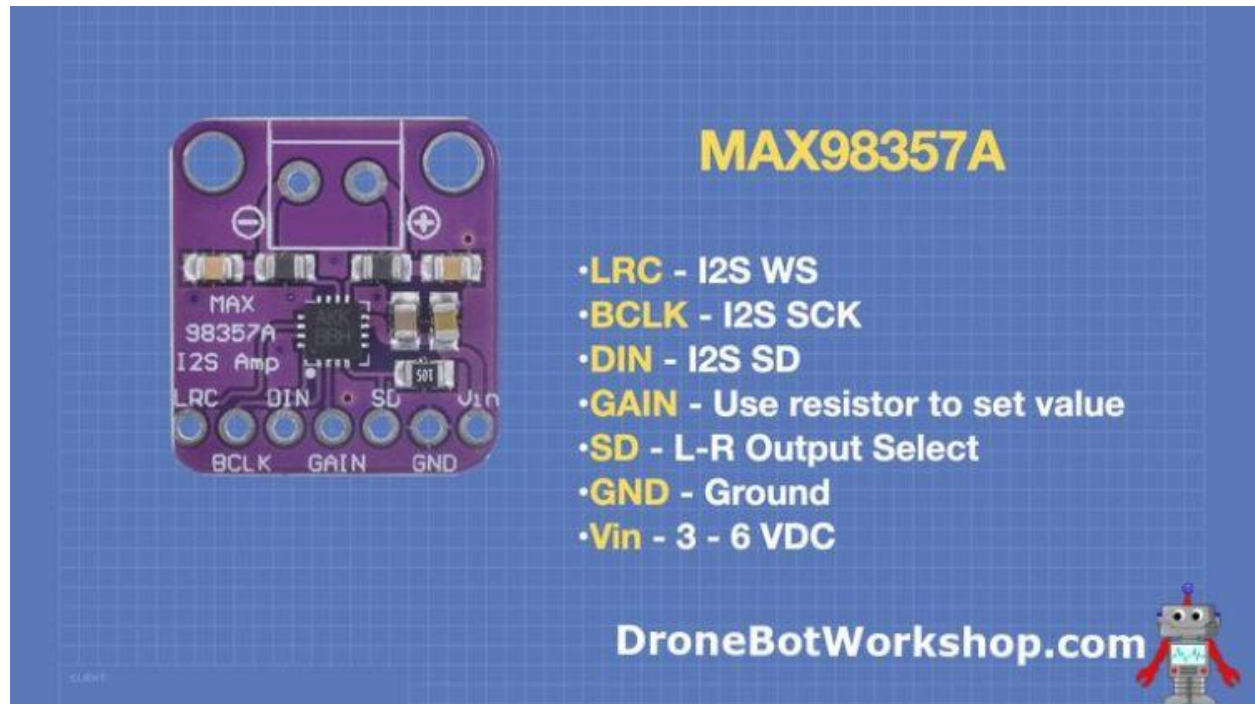 MAX98357A
MAX
98357A
I2S Amp
LRC DIN SD Vin
BCLK GAIN GND
105
•LRC - I2S WS
•BCLK - I2S SCK
•DIN - I2S SD
•GAIN - Use resistor to set value
•SD - L-R Output Select
•GND - Ground
•Vin - 3 - 6 VDC
DroneBotWorkshop.com